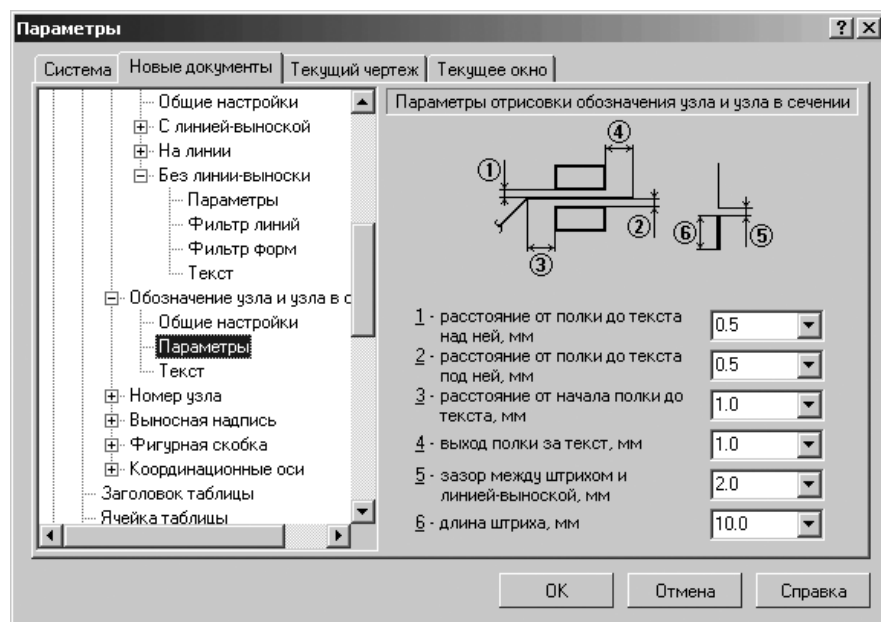 Параметры
Система
Новые документы
Текущий чертеж
Текущее окно
Общие настройки
С линией-выноской
На линии
Без линии-выноски
Параметры
Фильтр линий
Фильтр форм
Текст
Обозначение узла и узла в с
Общие настройки
Параметры
Текст
Номер узла
Выносная надпись
Фигурная скобка
Координационные оси
Заголовок таблицы
Ячейка таблицы
Параметры отрисовки обозначения узла и узла в сечении
4
1
2
6
5
3
1 - расстояние от полки до текста
над ней, мм
0.5
2 - расстояние от полки до текста
под ней, мм
0.5
3 - расстояние от начала полки до
текста, мм
1.0
4 - выход полки за текст, мм
1.0
5 - зазор между штрихом и
линией-выноской, мм
2.0
6 - длина штриха, мм
10.0
OK
Отмена
Справка